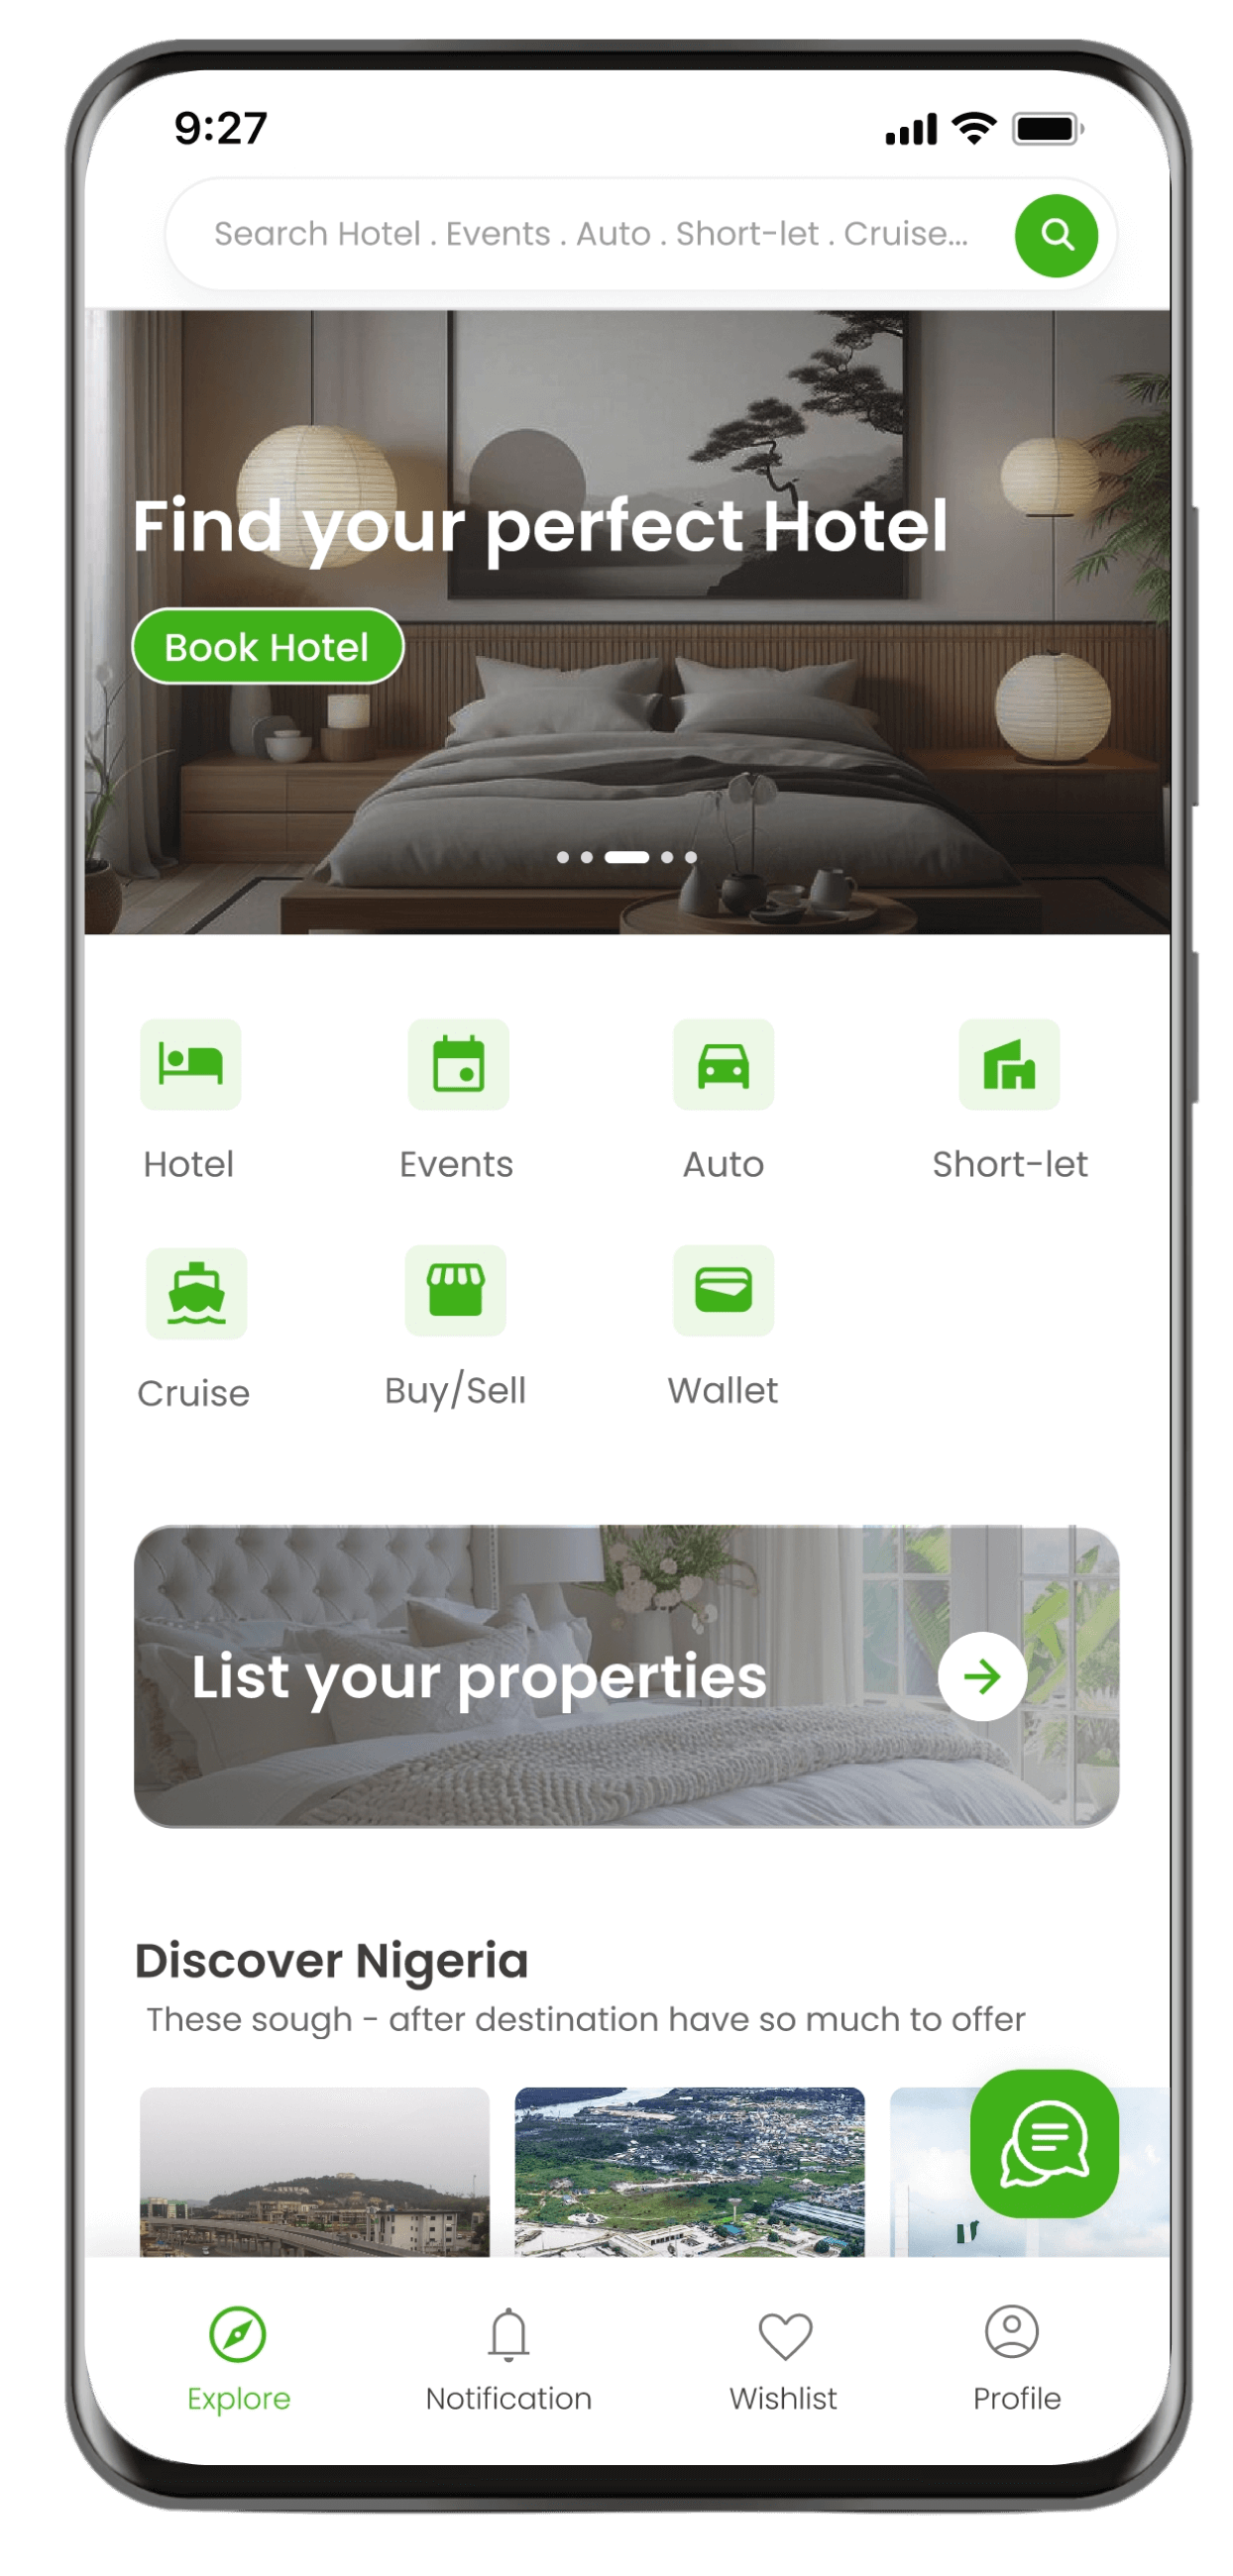 9:27
Search Hotel . Events . Auto . Short-let . Cruise...
Find your perfect Hotel
Book Hotel
Hotel Events Auto Short-let
Cruise Buy/Sell Wallet
List your properties
Discover Nigeria
These sough - after destination have so much to offer
Explore Notification Wishlist Profile